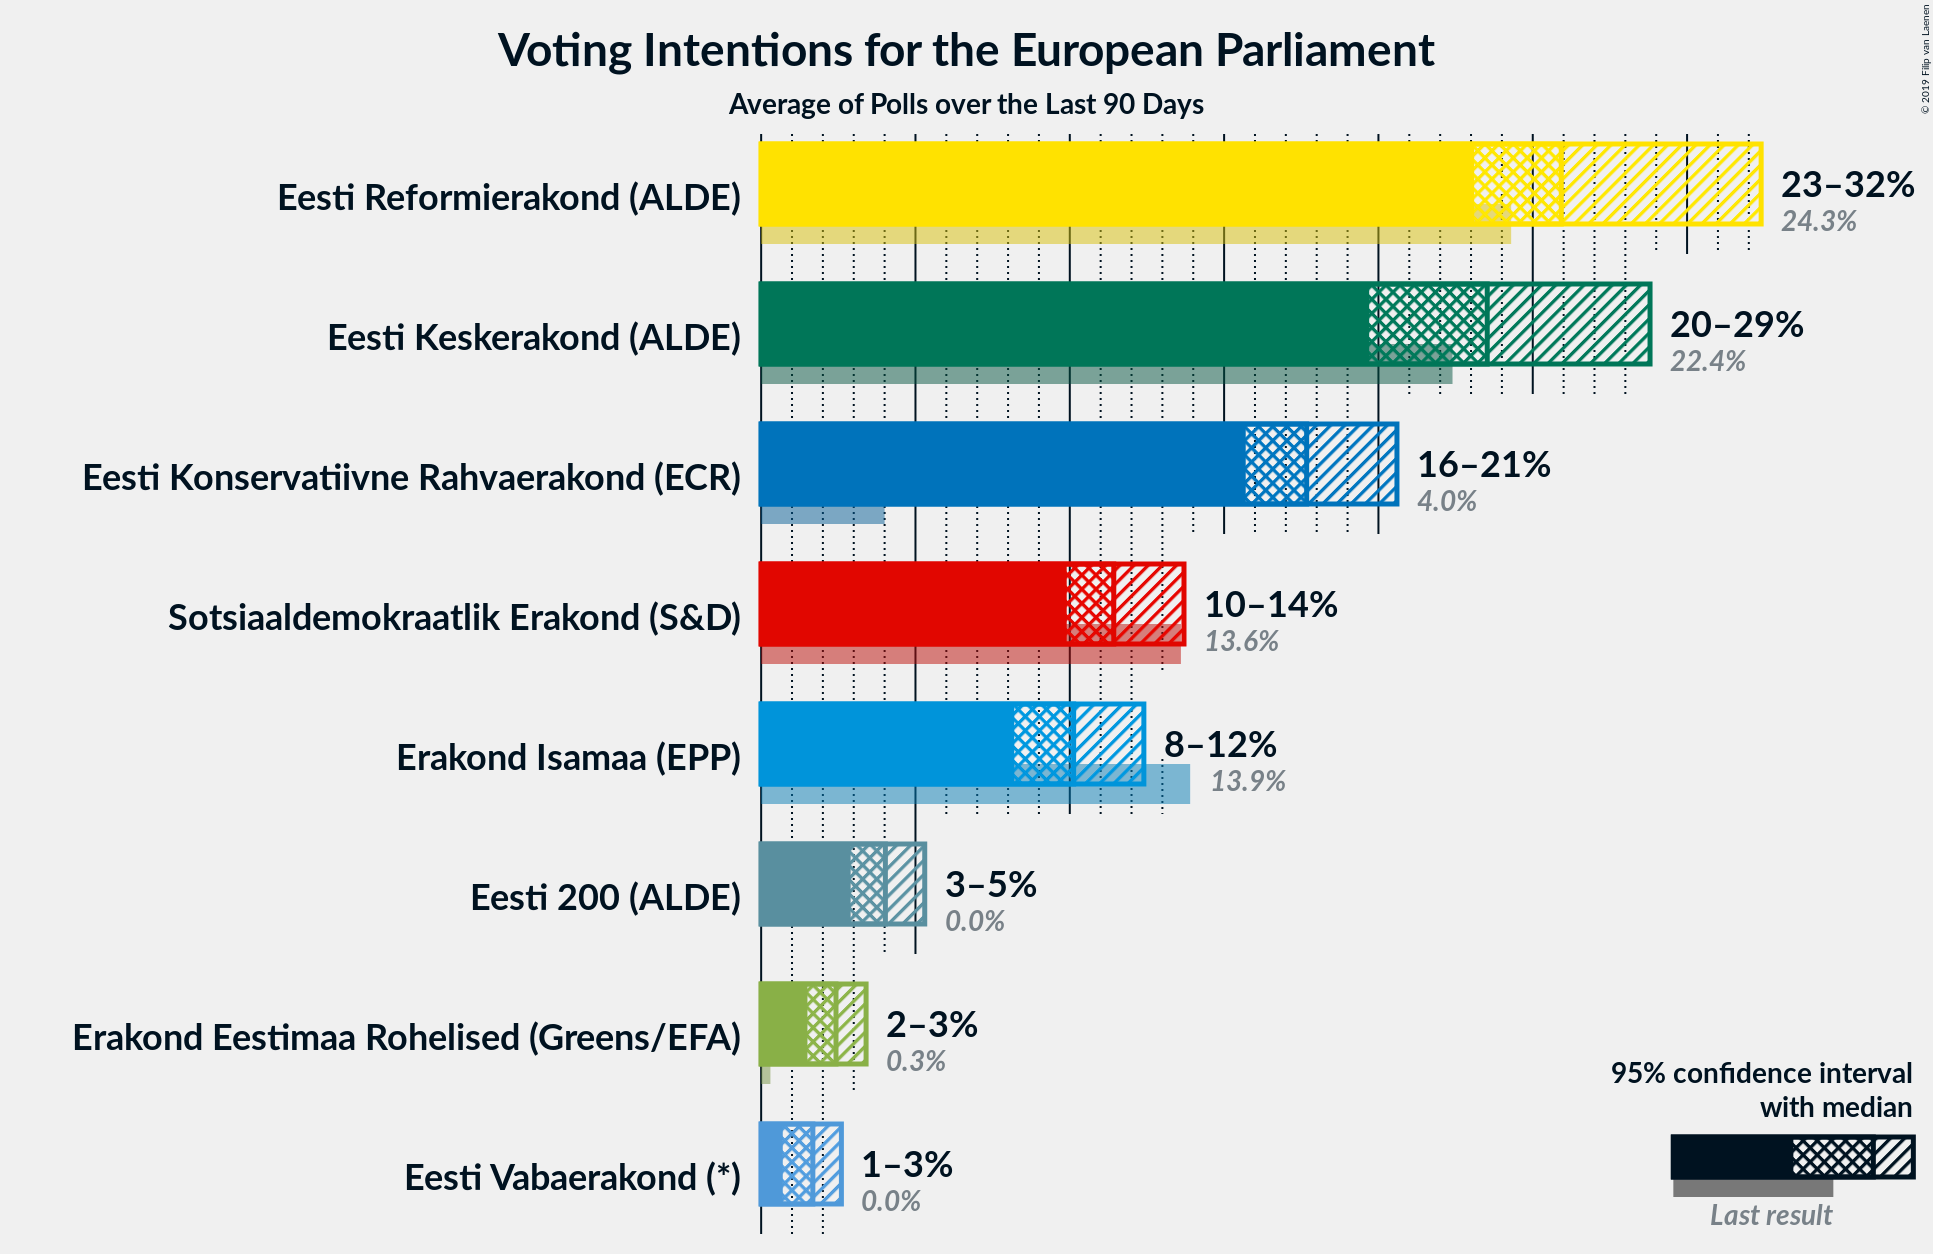 Voting Intentions for the European Parliament
Average of Polls over the Last 90 Days
© 2019 Filip van Laenen
Eesti Reformierakond (ALDE)
23–32%
24.3%
Eesti Keskerakond (ALDE)
20–29%
22.4%
Eesti Konservatiivne Rahvaerakond (ECR)
16–21%
4.0%
Sotsiaaldemokraatlik Erakond (S&D)
10–14%
13.6%
Erakond Isamaa (EPP)
8–12%
13.9%
Eesti 200 (ALDE)
3–5%
0.0%
Erakond Eestimaa Rohelised (Greens/EFA)
2–3%
0.3%
Eesti Vabaerakond (*)
1–3%
0.0%
95% confidence interval
with median
Last result